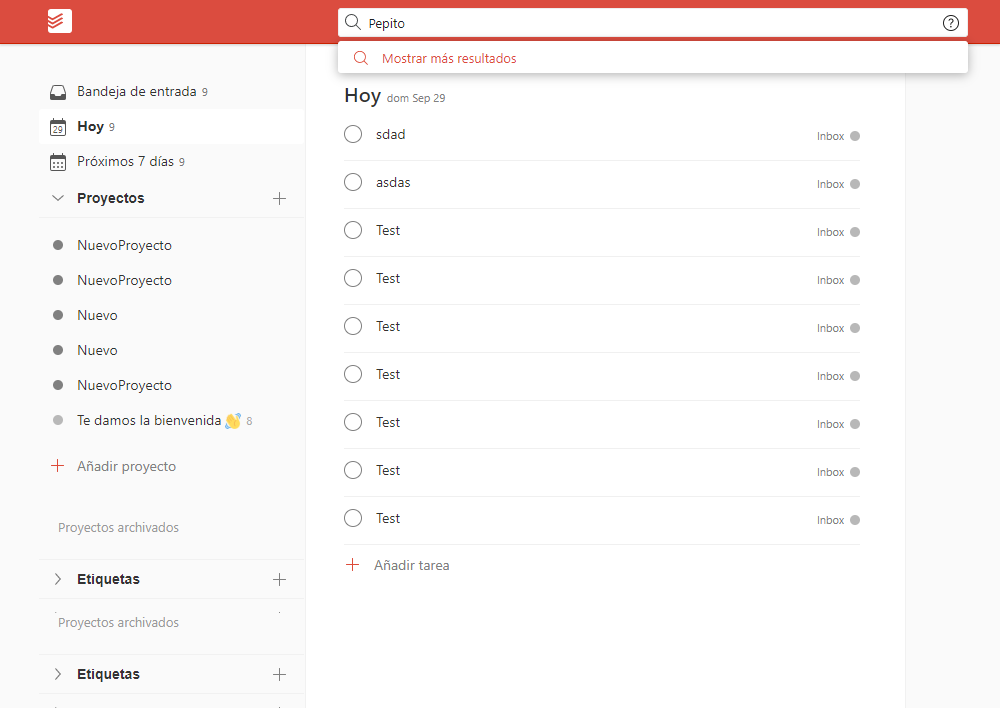 Pepito
?
Mostrar más resultados
Bandeja de entrada 9
29 Hoy 9
Próximos 7 días 9
Proyectos
NuevoProyecto
NuevoProyecto
Nuevo
Nuevo
NuevoProyecto
Te damos la bienvenida 👋 8
Añadir proyecto
Proyectos archivados
Etiquetas
Proyectos archivados
Etiquetas
Hoy dom Sep 29
sdad Inbox
asdas Inbox
Test Inbox
Test Inbox
Test Inbox
Test Inbox
Test Inbox
Test Inbox
Test Inbox
Añadir tarea